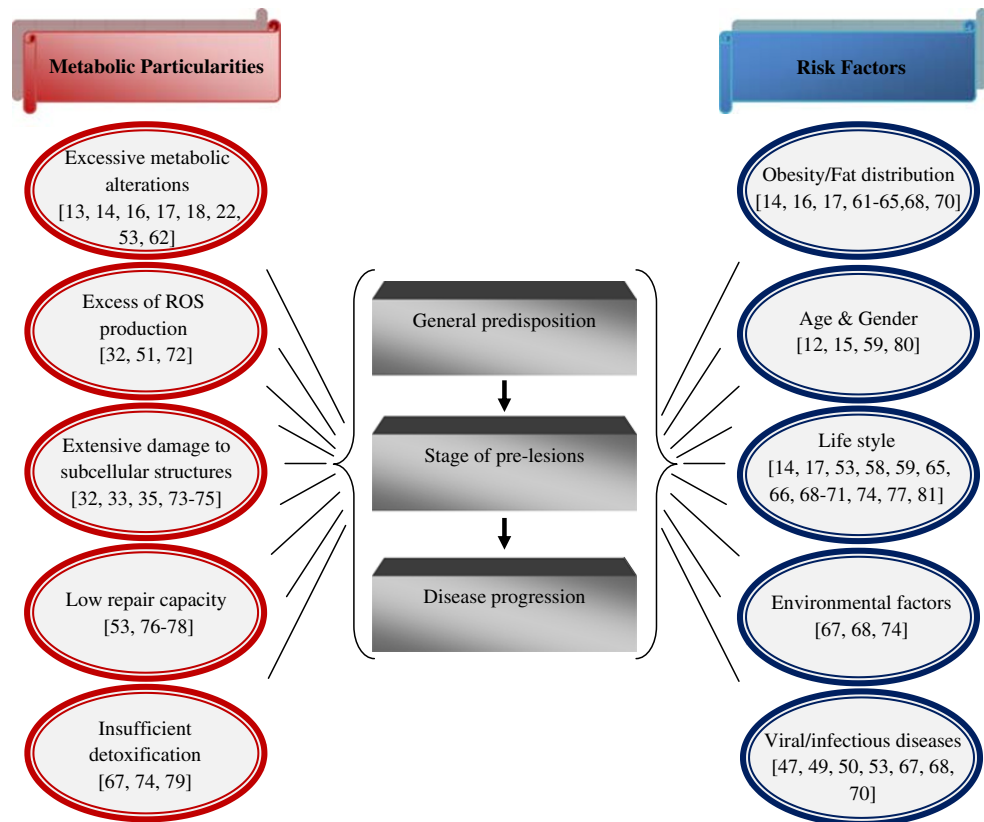 Metabolic Particularities
Excessive metabolic
alterations
[13, 14, 16, 17, 18, 22,
53, 62]
Excess of ROS
production
[32, 51, 72]
Extensive damage to
subcellular structures
[32, 33, 35, 73-75]
Low repair capacity
[53, 76-78]
Insufficient
detoxification
[67, 74, 79]
General predisposition
Stage of pre-lesions
Disease progression
Risk Factors
Obesity/Fat distribution
[14, 16, 17, 61-65,68, 70]
Age & Gender
[12, 15, 59, 80]
Life style
[14, 17, 53, 58, 59, 65,
66, 68-71, 74, 77, 81]
Environmental factors
[67, 68, 74]
Viral/infectious diseases
[47, 49, 50, 53, 67, 68,
70]